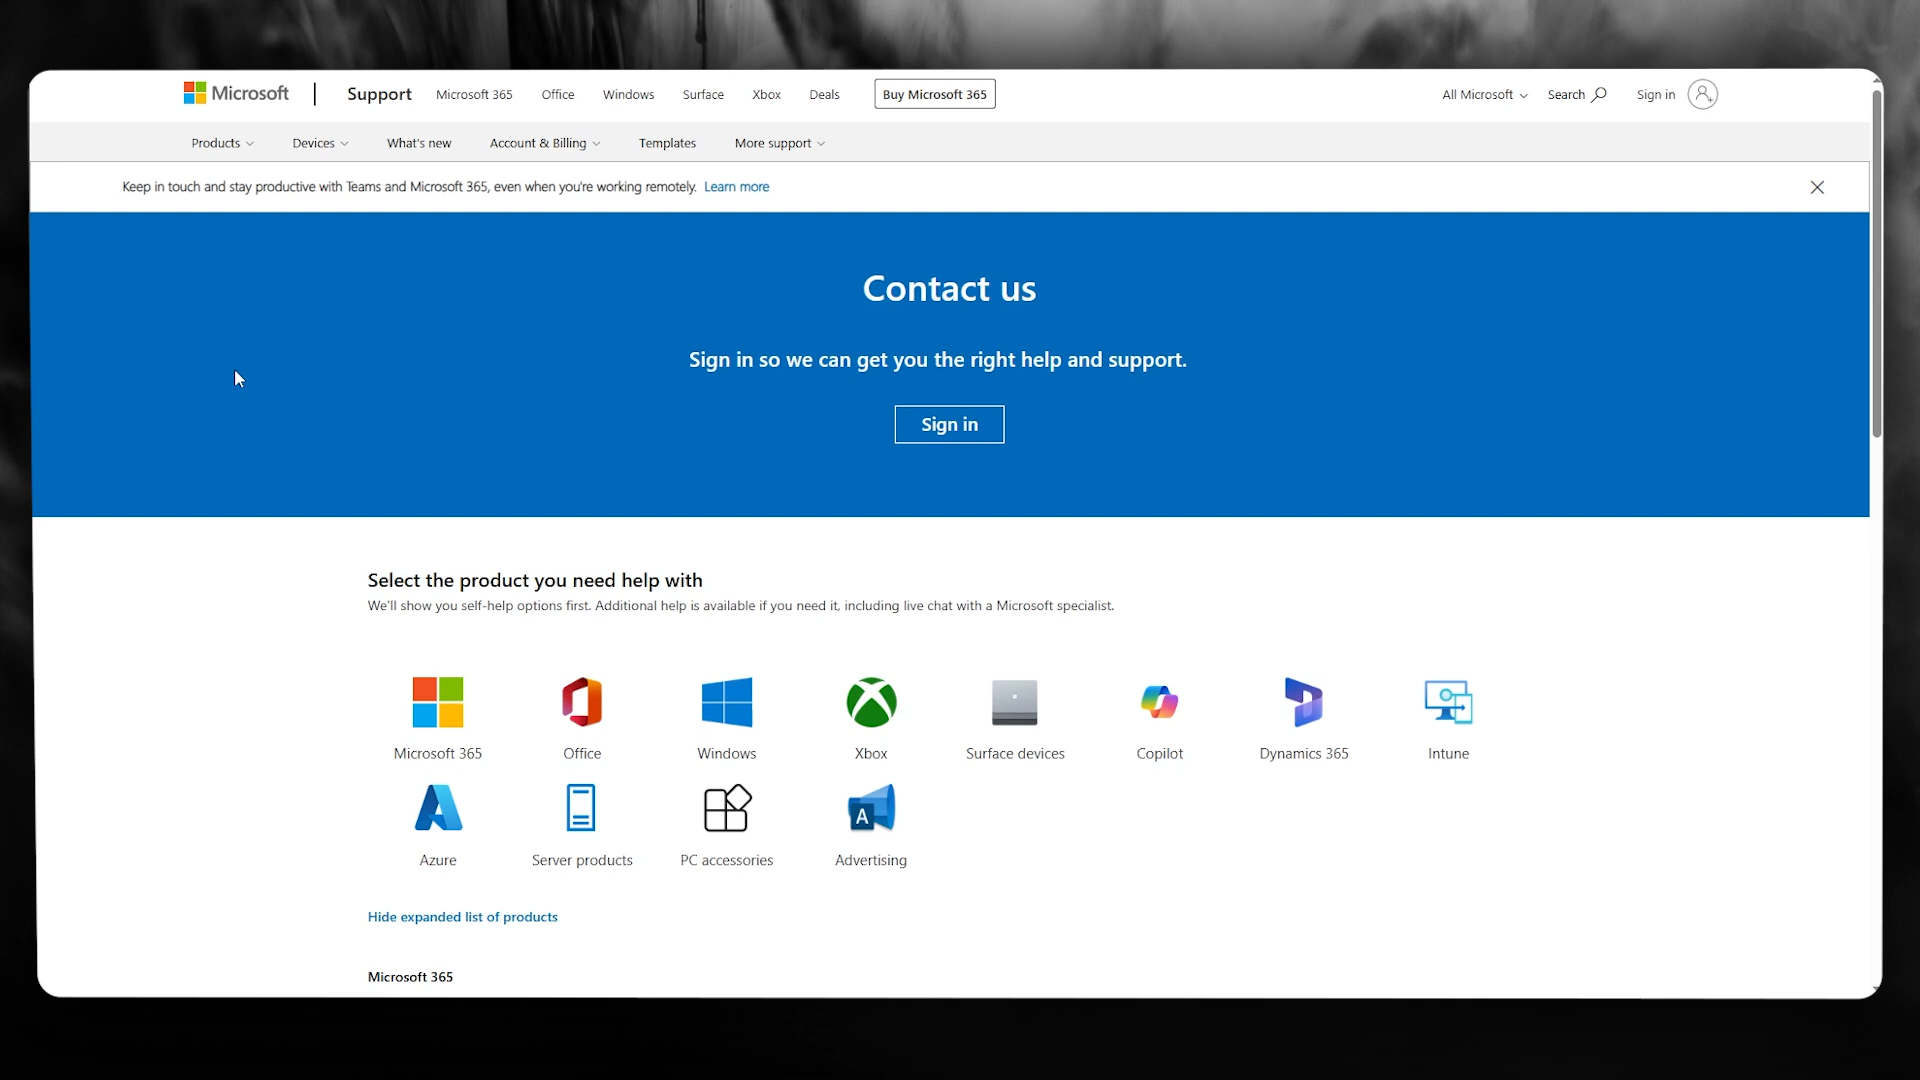 Microsoft | Support Microsoft 365 Office Windows Surface Xbox Deals Buy Microsoft 365 All Microsoft Search Sign in
Products Devices What's new Account & Billing Templates More support
Keep in touch and stay productive with Teams and Microsoft 365, even when you're working remotely. Learn more
Contact us
Sign in so we can get you the right help and support.
Sign in
Select the product you need help with
We'll show you self-help options first. Additional help is available if you need it, including live chat with a Microsoft specialist.
Microsoft 365 Office Windows Xbox Surface devices Copilot Dynamics 365 Intune
A
Azure Server products PC accessories Advertising
Hide expanded list of products
Microsoft 365